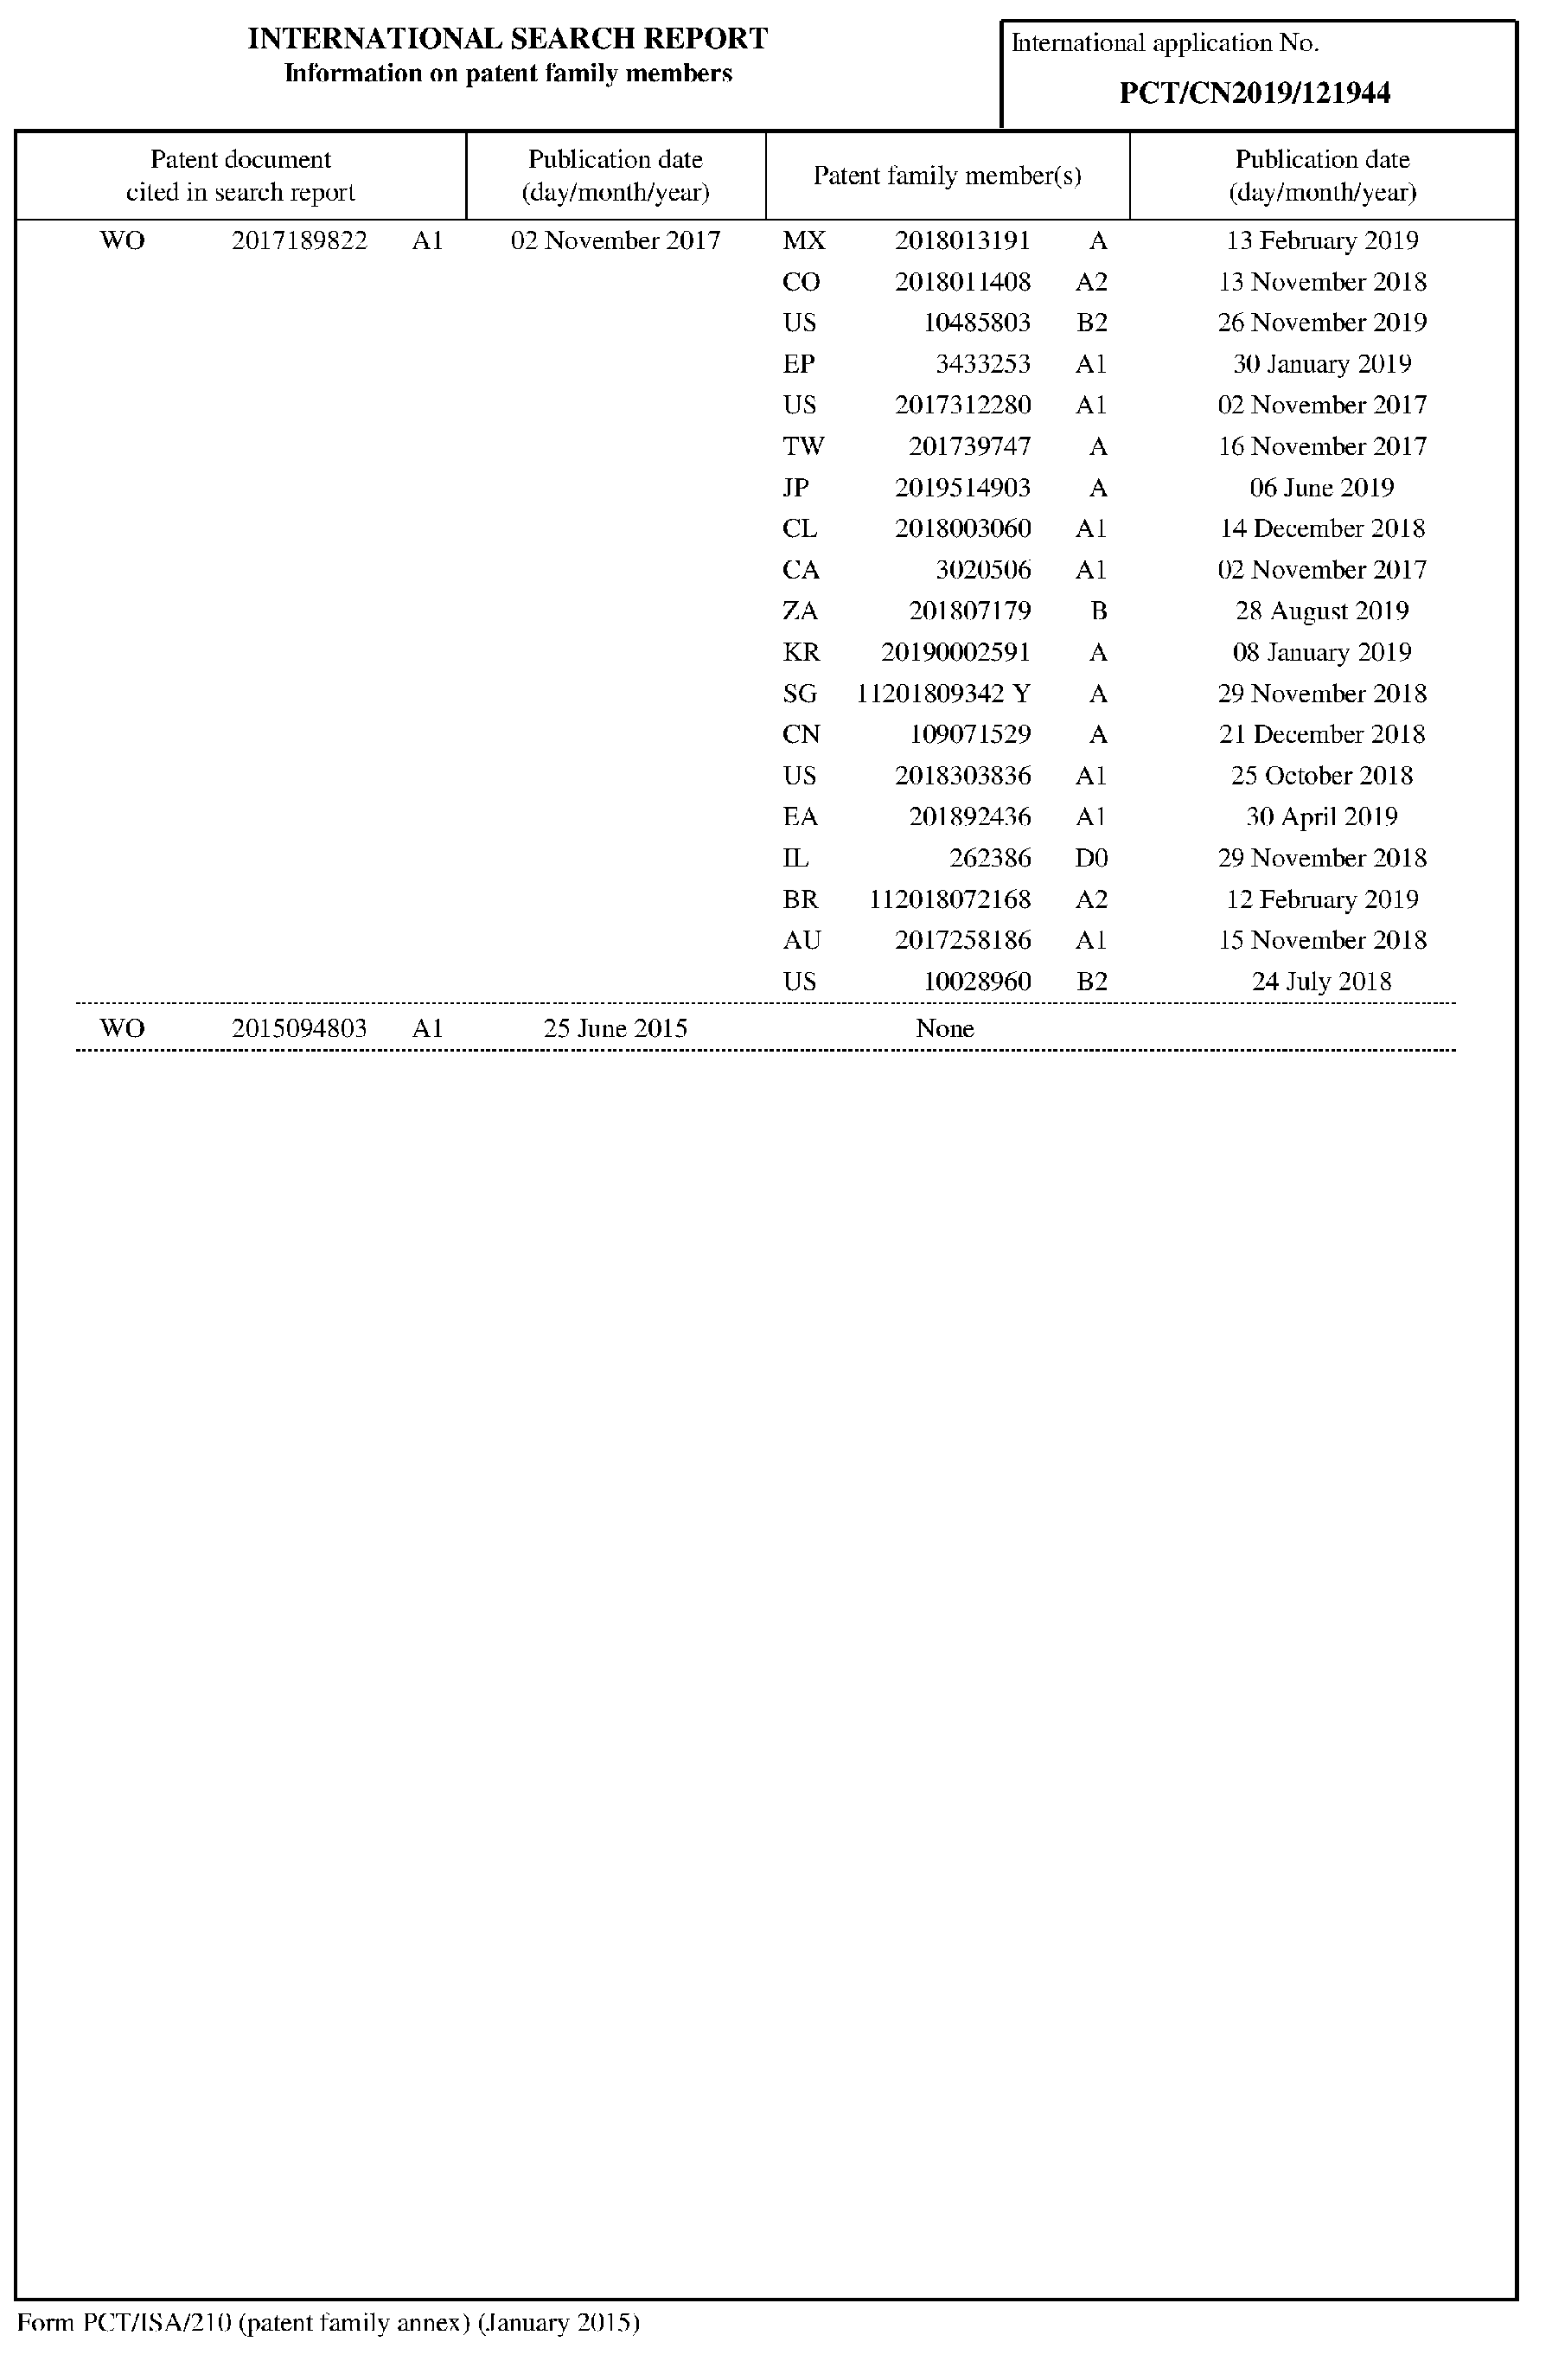 INTERNATIONAL SEARCH REPORT
Information on patent family members
International application No.
PCT/CN2019/121944
Patent document
cited in search report
Publication date
(day/month/year)
Patent family member(s)
Publication date
(day/month/year)
WO 2017189822 A1 02 November 2017 MX 2018013191 A 13 February 2019
CO 2018011408 A2 13 November 2018
US 10485803 B2 26 November 2019
EP 3433253 A1 30 January 2019
US 2017312280 A1 02 November 2017
TW 201739747 A 16 November 2017
JP 2019514903 A 06 June 2019
CL 2018003060 A1 14 December 2018
CA 3020506 A1 02 November 2017
ZA 201807179 B 28 August 2019
KR 20190002591 A 08 January 2019
SG 11201809342 Y A 29 November 2018
CN 109071529 A 21 December 2018
US 2018303836 A1 25 October 2018
EA 201892436 A1 30 April 2019
IL 262386 D0 29 November 2018
BR 112018072168 A2 12 February 2019
AU 2017258186 A1 15 November 2018
US 10028960 B2 24 July 2018
WO 2015094803 A1 25 June 2015 None
Form PCT/ISA/210 (patent family annex) (January 2015)